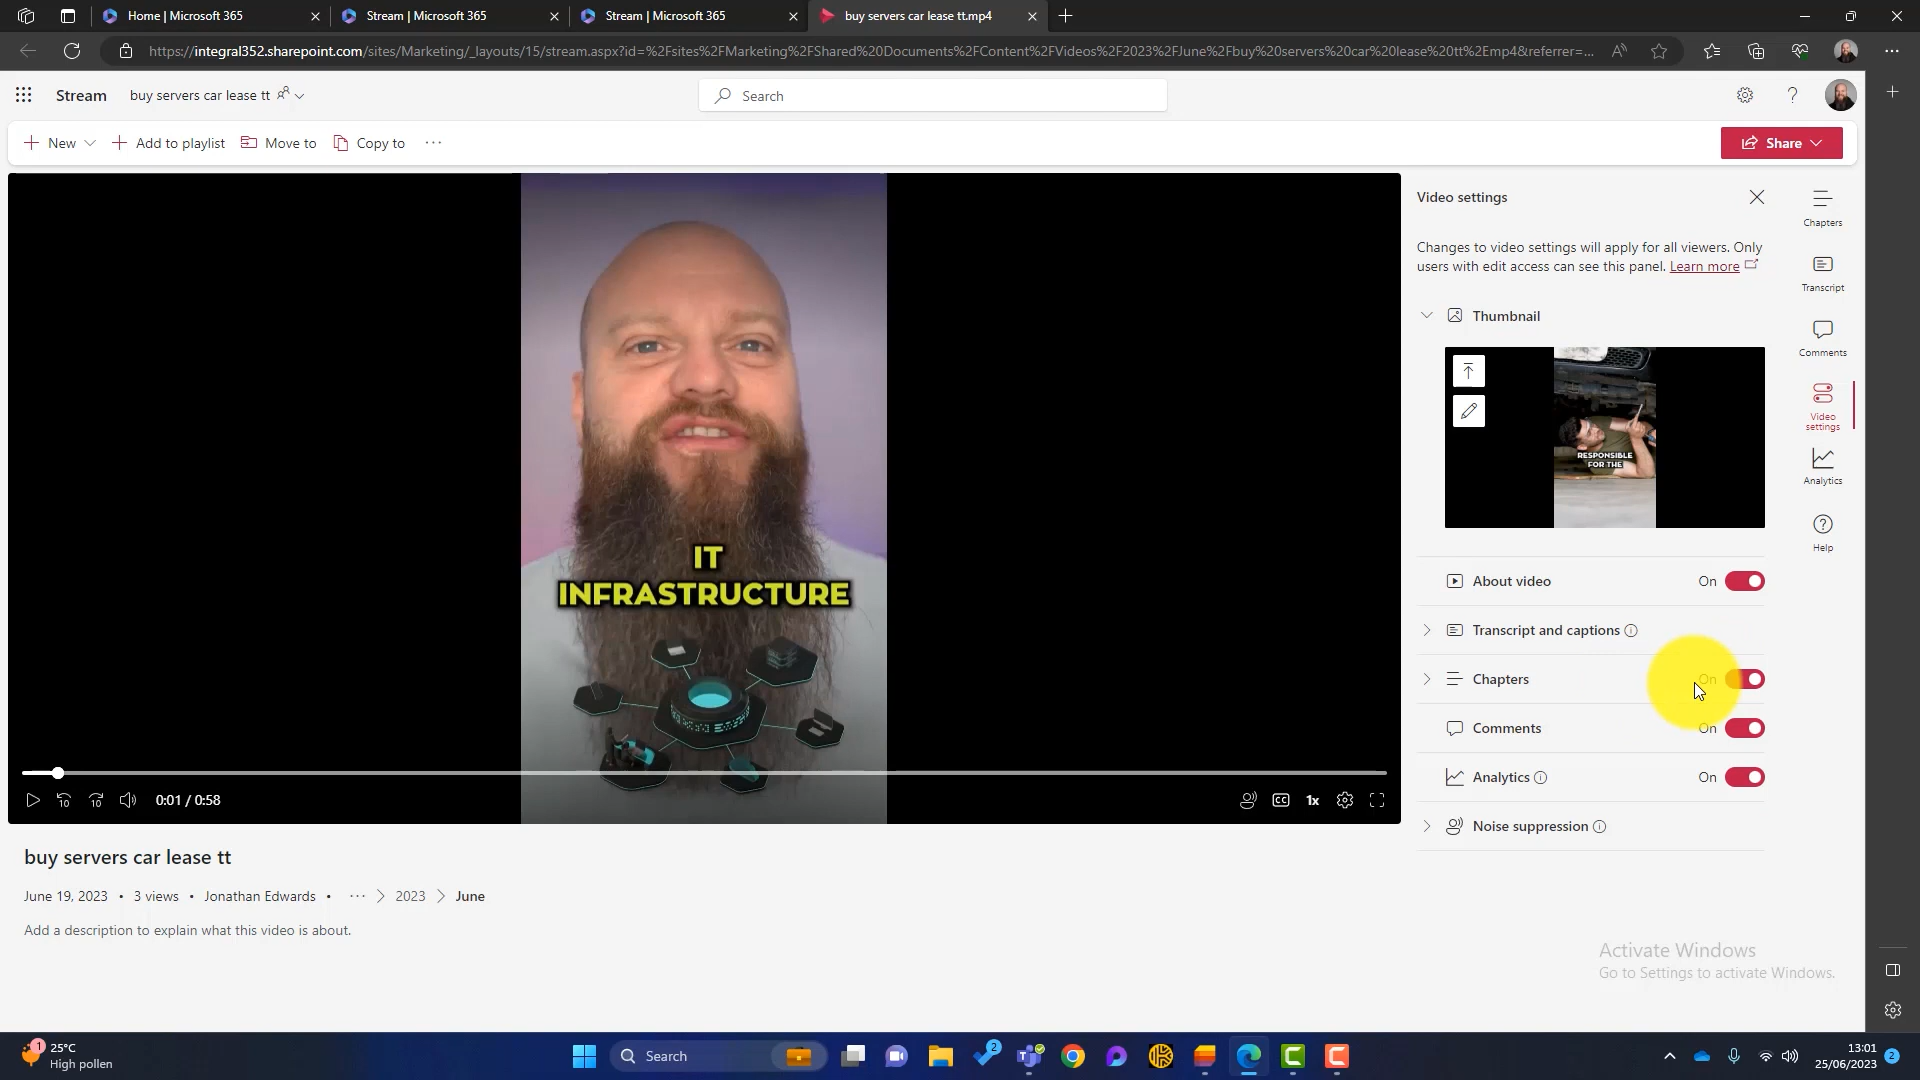 Home | Microsoft 365
Stream | Microsoft 365
Stream | Microsoft 365
buy servers car lease tt.mp4
https://integral352.sharepoint.com/sites/Marketing/_layouts/15/stream.aspx?id=%2Fsites%2FMarketing%2FShared%20Documents%2FContent%2FVideos%2F2023%2FJune%2Fbuy%20servers%20car%20lease%20tt%2Emp4&referrer=...
Stream
buy servers car lease tt
Search
New
Add to playlist
Move to
Copy to
Share
IT
INFRASTRUCTURE
10
10
0:01 / 0:58
CC
1x
Video settings
Changes to video settings will apply for all viewers. Only
users with edit access can see this panel. Learn more
Thumbnail
RESPONSIBLE
FOR THE
About video
On
Transcript and captions
Chapters
On
Comments
On
Analytics
On
Noise suppression
Chapters
Transcript
Comments
Video
settings
Analytics
Help
buy servers car lease tt
June 19, 2023 • 3 views • Jonathan Edwards • ... > 2023 > June
Add a description to explain what this video is about.
Activate Windows
Go to Settings to activate Windows.
1
25°C
High pollen
Search
2
13:01
25/06/2023
2